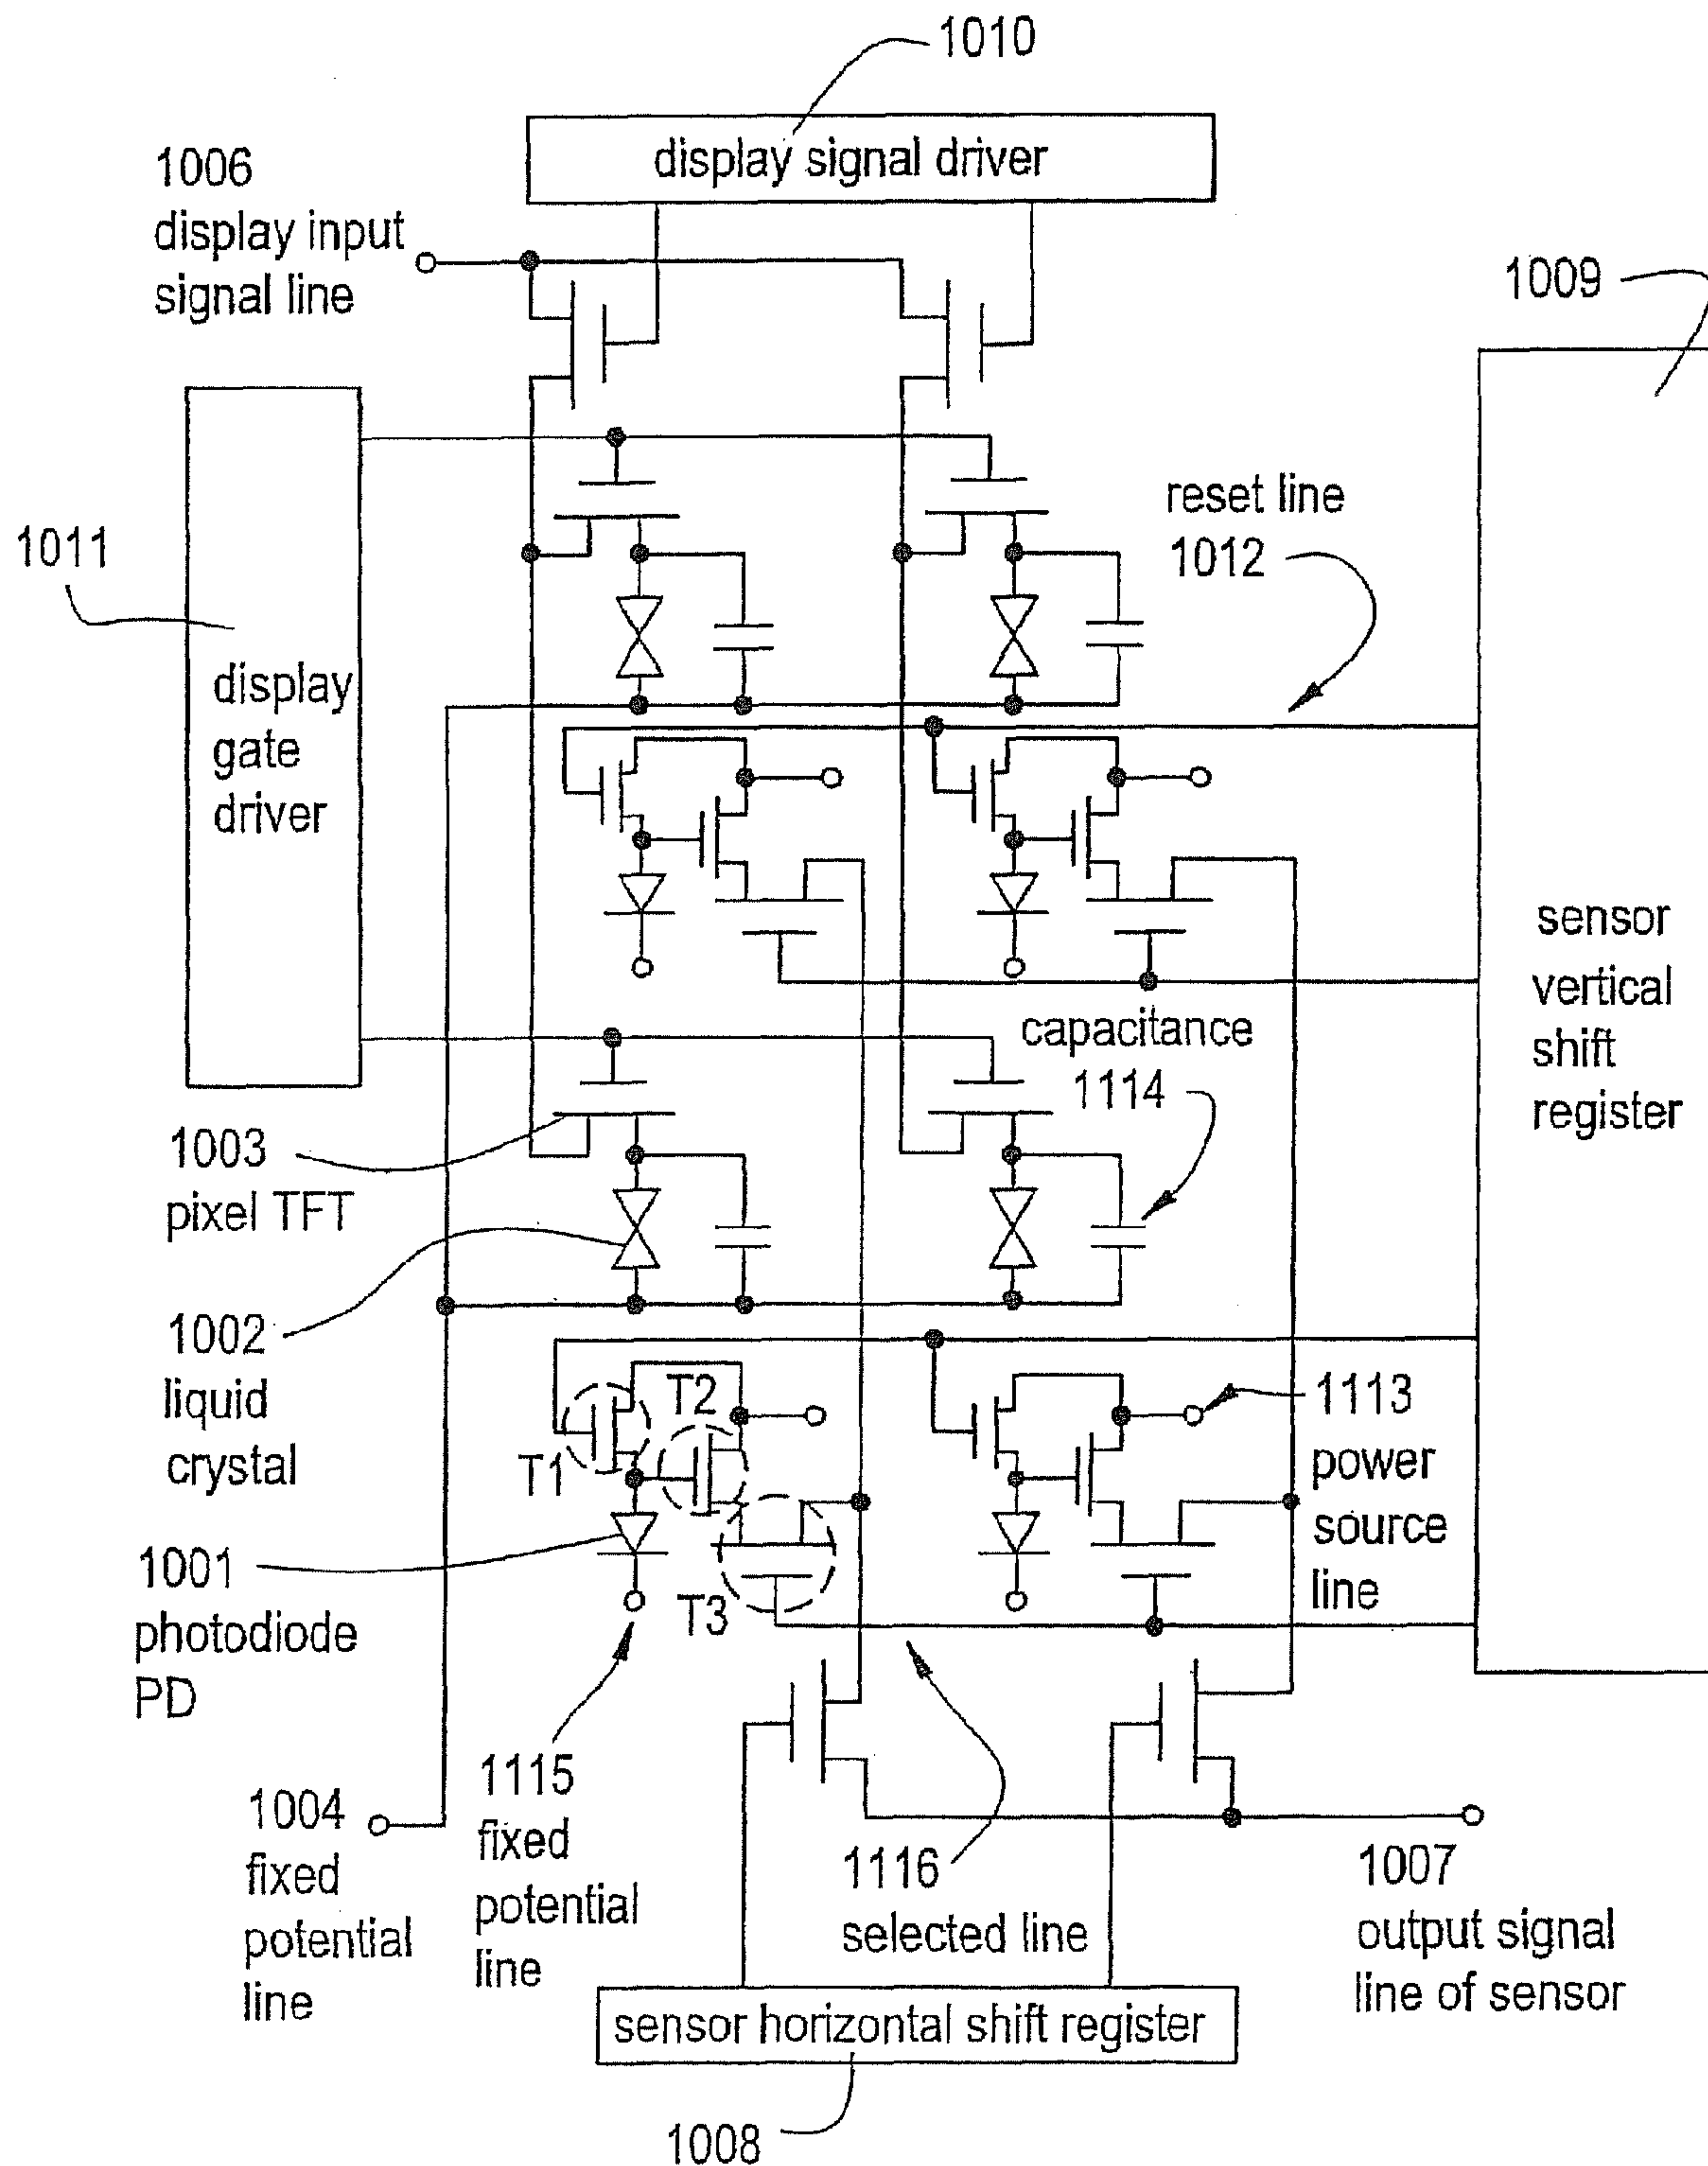 1010
display signal driver
1006
display input
signal line
1009
1011
display
gate
driver
reset line
1012
sensor
vertical
shift
register
capacitance
1114
1003
pixel TFT
1002
liquid
crystal
T1
T2
T3
1113
power
source
line
1001
photodiode
PD
1004
fixed
potential
line
1115
fixed
potential
line
1116
selected line
1007
output signal
line of sensor
sensor horizontal shift register
1008